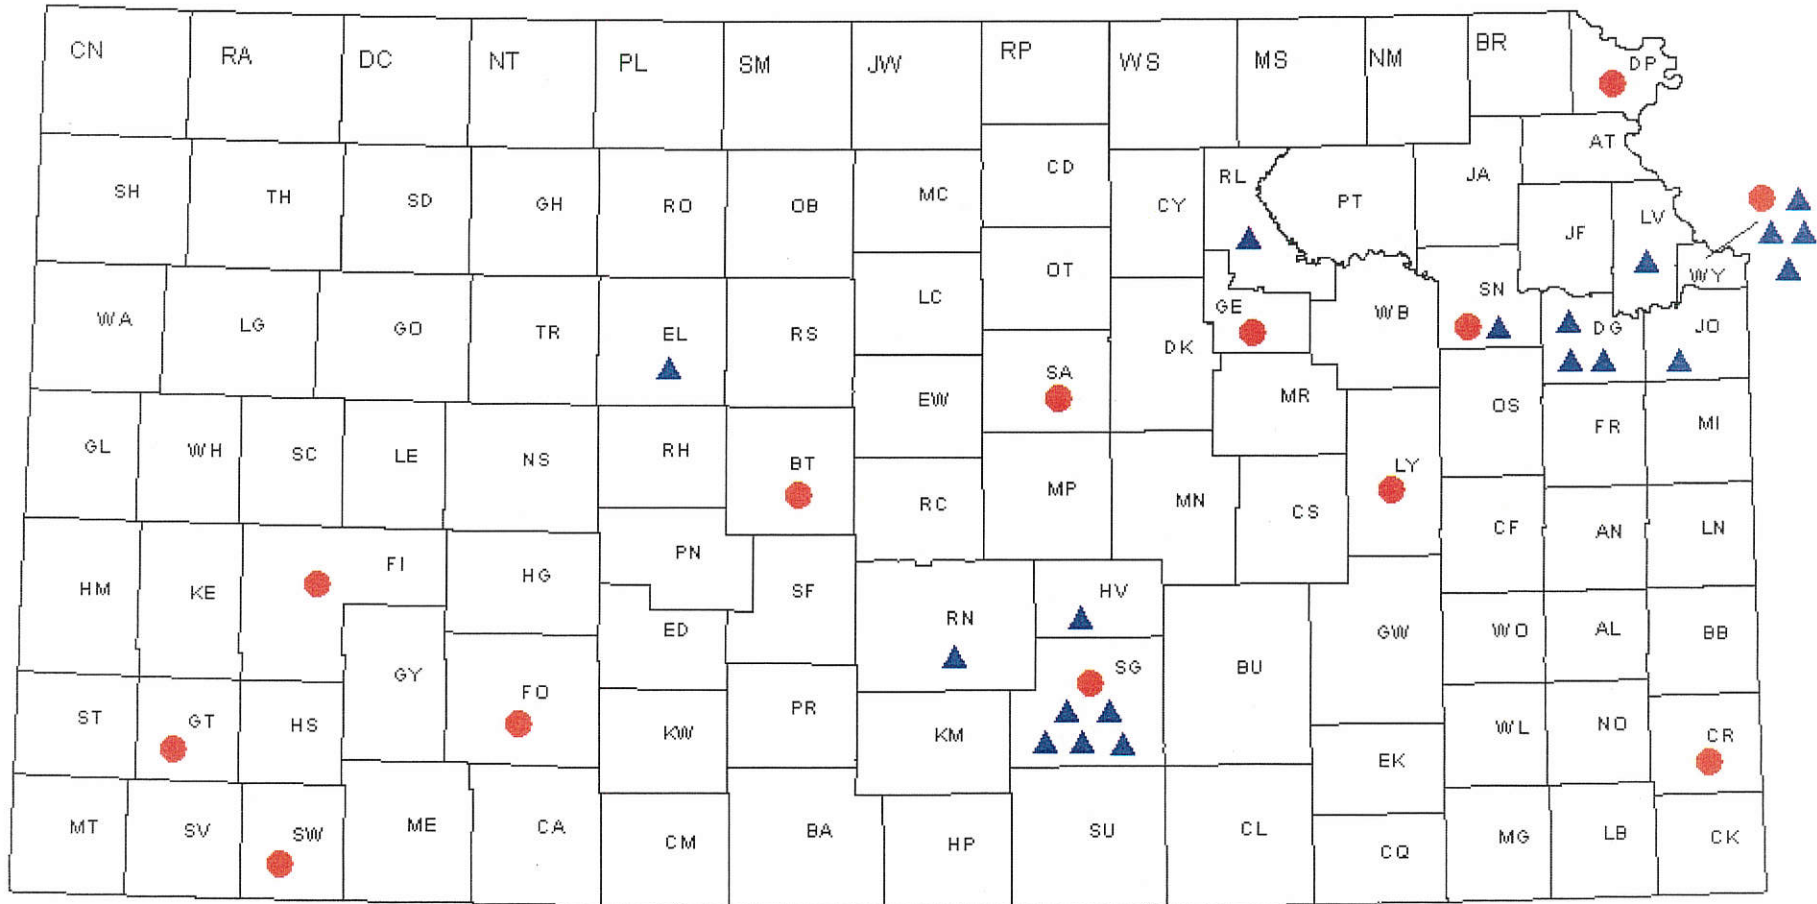 CN RA DC NT PL SM JW RP WS MS NM BR DP
SH TH SD GH RO OB MC CD CY RL PT JA AT
JF LV WY
WA LG GO TR EL RS LC OT DK GE WB SN DG JO
GL WH SC LE NS RH BT EW SA MR OS FR MI
RC MP MN CS LY CF AN LN
HM KE FI HG PN SF RN HV BU GW WO AL BB
ST GT HS GY FO ED KW PR KM SG EK WL NO CR
MT SV SW ME CA CM BA HP SU CL CQ MG LB CK